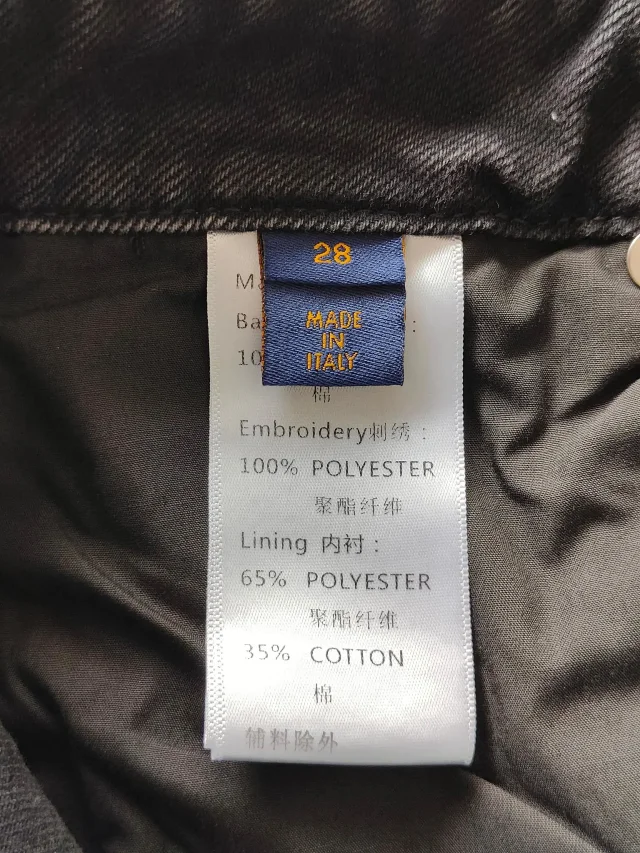 28
MADE
IN
ITALY
棉
Embroidery刺绣:
100% POLYESTER
聚酯纤维
Lining 内衬:
65% POLYESTER
聚酯纤维
35% COTTON
棉
辅料除外